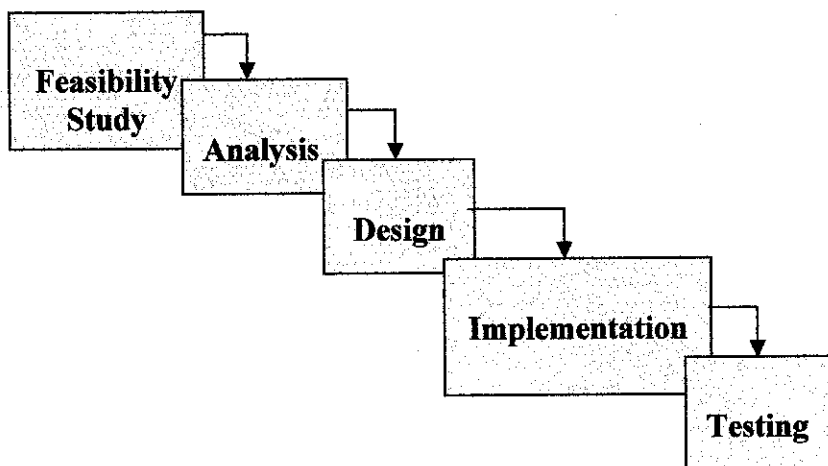 Feasibility
Study
Analysis
Design
Implementation
Testing